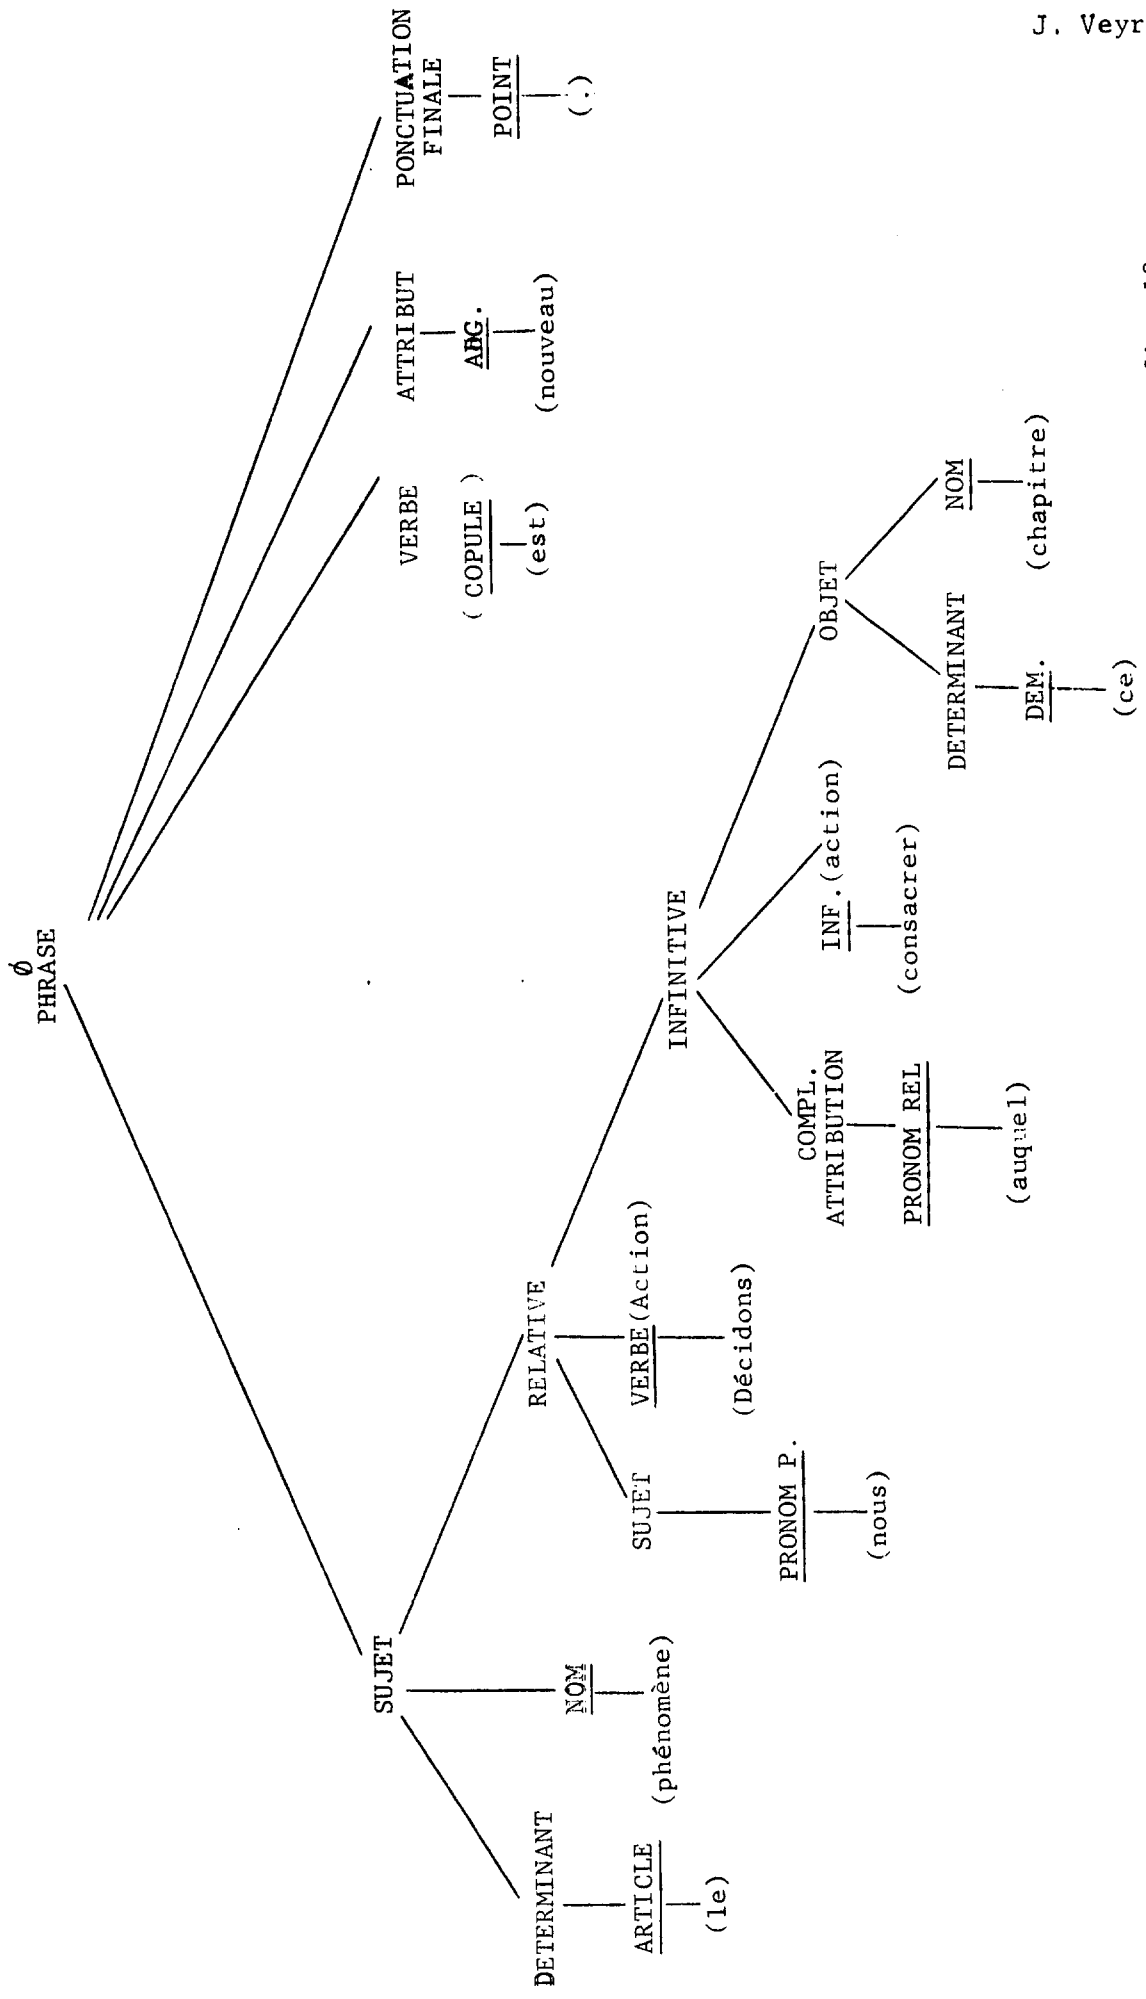 J. Veyr
Ø
PHRASE
SUJET
VERBE
ATTRIBUT
PONCTUATION
FINALE
( COPULE )
ADG.
POINT
(est)
(nouveau)
(.)
DETERMINANT
NOM
RELATIVE
ARTICLE
(phénomène)
(le)
SUJET
VERBE(Action)
INFINITIVE
PRONOM P.
(Décidons)
(nous)
COMPL.
ATTRIBUTION
INF.(action)
OBJET
PRONOM REL
(consacrer)
DETERMINANT
NOM
(auquel)
DEM.
(chapitre)
(ce)